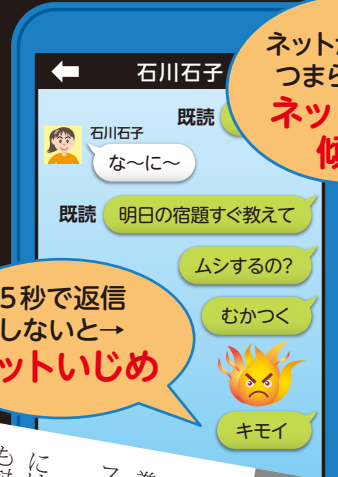 石川石子
ネット
つまら
ネッ
既読
石川石子
な〜に〜
既読 明日の宿題すぐ教えて
ムシするの?
むかつく
5秒で返信
しないと→
ットいじめ
キモイ